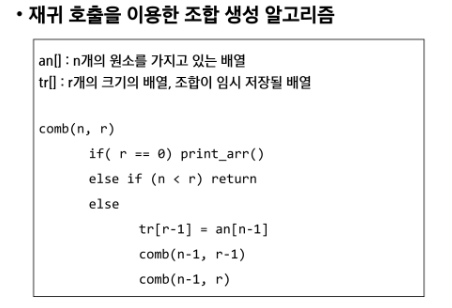 • 재귀 호출을 이용한 조합 생성 알고리즘
an[] : n개의 원소를 가지고 있는 배열
tr[] : r개의 크기의 배열, 조합이 임시 저장될 배열
comb(n, r)
if( r == 0) print_arr()
else if (n < r) return
else
tr[r-1] = an[n-1]
comb(n-1, r-1)
comb(n-1, r)